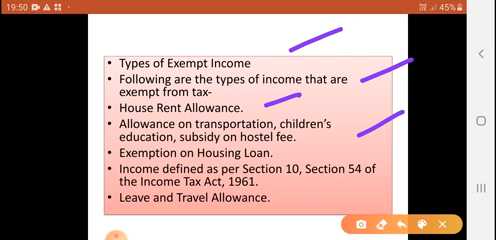 19:50
45%
• Types of Exempt Income
• Following are the types of income that are
exempt from tax-
• House Rent Allowance.
• Allowance on transportation, children's
education, subsidy on hostel fee.
• Exemption on Housing Loan.
• Income defined as per Section 10, Section 54 of
the Income Tax Act, 1961.
• Leave and Travel Allowance.